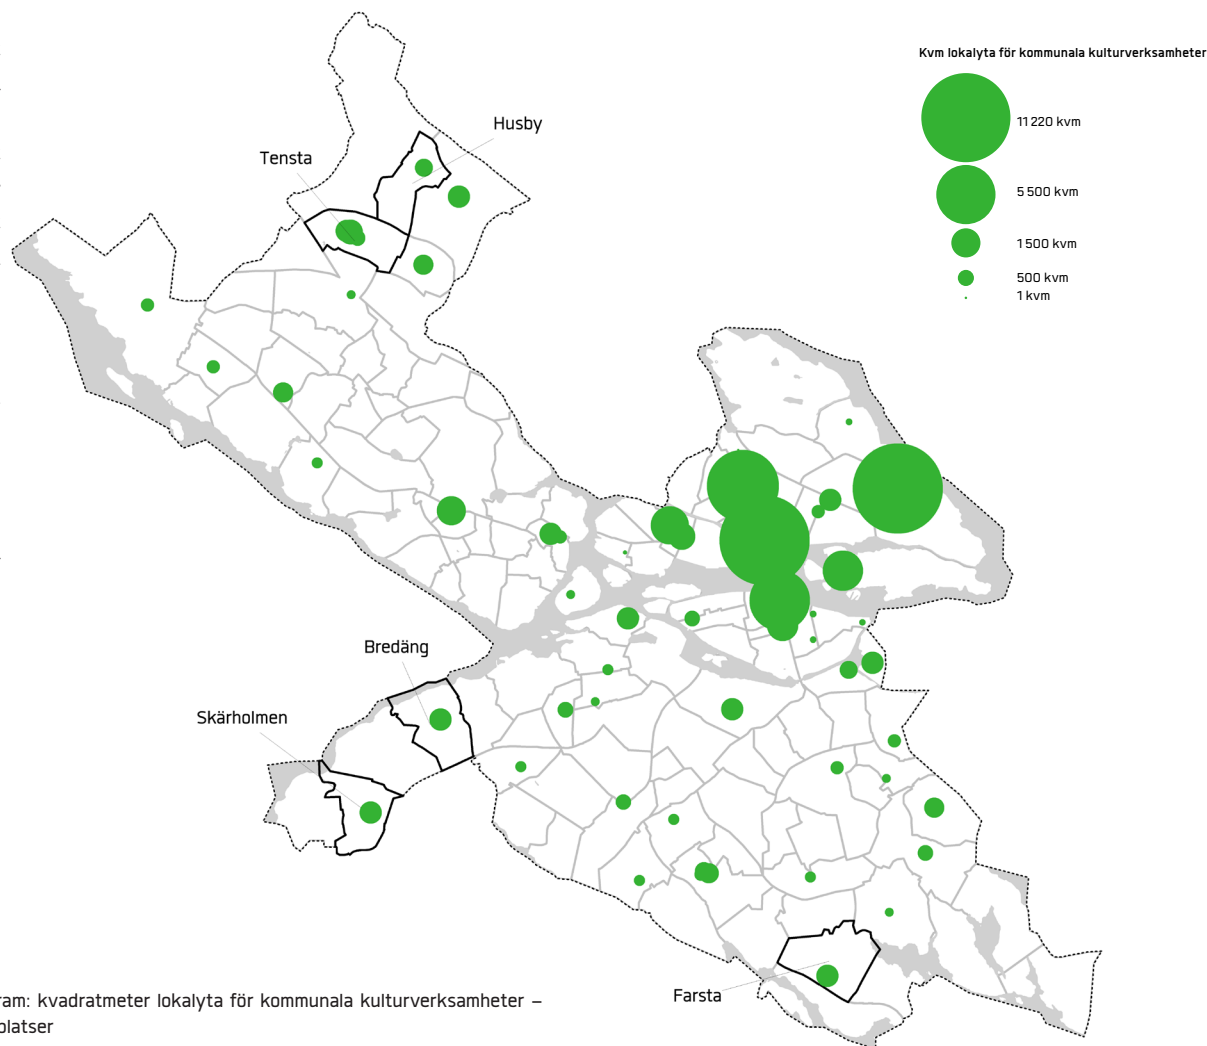 Kvm lokalyta för kommunala kulturverksamheter
11 220 kvm
5 500 kvm
1 500 kvm
500 kvm
1 kvm
Husby
Tensta
Bredäng
Skärholmen
Farsta
kvadratmeter lokalyta för kommunala kulturverksamheter –